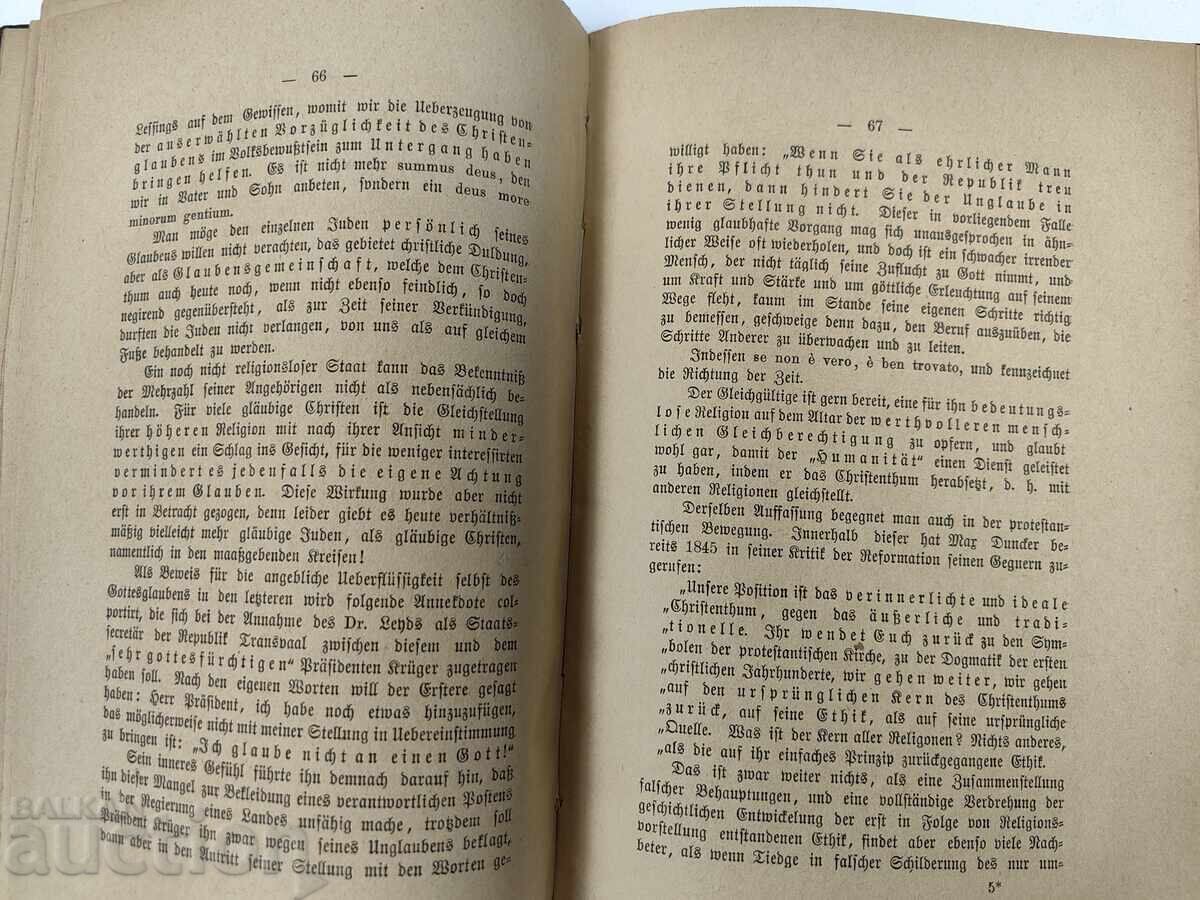 — 66 —
Lessings auf dem Gewissen, womit wir die Ueberzeugung von
der auserwählten Vorzüglichkeit des Christen-
glaubens im Volksbewußtsein zum Untergang haben
bringen helfen. Es ist nicht mehr summus deus, den
wir in Vater und Sohn anbeten, sondern ein deus more
minorum gentium.
Man möge den einzelnen Juden persönlich seines
Glaubens willen nicht verachten, das gebietet christliche Duldung,
aber als Glaubensgemeinschaft, welche dem Christen-
thum auch heute noch, wenn nicht ebenso feindlich, so doch
negirend gegenübersteht, als zur Zeit seiner Verkündigung,
durften die Juden nicht verlangen, von uns als auf gleichem
Fuße behandelt zu werden.
Ein noch nicht religionsloser Staat kann das Bekenntniß
der Mehrzahl seiner Angehörigen nicht als nebensächlich be-
handeln. Für viele gläubige Christen ist die Gleichstellung
ihrer höheren Religion mit nach ihrer Ansicht minder-
werthigen ein Schlag ins Gesicht, für die weniger interessirten
vermindert es jedenfalls die eigene Achtung
vor ihrem Glauben. Diese Wirkung wurde aber nicht
erst in Betracht gezogen, denn leider giebt es heute verhältniß-
mäßig vielleicht mehr gläubige Juden, als gläubige Christen,
namentlich in den maaßgebenden Kreisen!
Als Beweis für die angebliche Ueberflüssigkeit selbst des
Gottesglaubens in den letzteren wird folgende Annekdote col-
portirt, die sich bei der Annahme des Dr. Leyds als Staats-
secretär der Republik Transvaal zwischen diesem und dem
„sehr gottesfürchtigen“ Präsidenten Krüger zugetragen
haben soll. Nach den eigenen Worten will der Erstere gesagt
haben: Herr Präsident, ich habe noch etwas hinzuzufügen,
das möglicherweise nicht mit meiner Stellung in Uebereinstimmung
zu bringen ist: „Ich glaube nicht an einen Gott!“
Sein inneres Gefühl führte ihn demnach darauf hin, daß
ihn dieser Mangel zur Bekleidung eines verantwortlichen Postens
in der Regierung eines Landes unfähig mache, trotzdem soll
Präsident Krüger ihn zwar wegen seines Unglaubens beklagt,
dann aber in den Antritt seiner Stellung mit den Worten ge-
— 67 —
willigt haben: „Wenn Sie als ehrlicher Mann
ihre Pflicht thun und der Republik treu
dienen, dann hindert Sie der Unglaube in
ihrer Stellung nicht. Dieser in vorliegendem Falle
wenig glaubhafte Vorgang mag sich unausgesprochen in ähn-
licher Weise oft wiederholen, und doch ist ein schwacher irrender
Mensch, der nicht täglich seine Zuflucht zu Gott nimmt, und
um Kraft und Stärke und um göttliche Erleuchtung auf seinem
Wege fleht, kaum im Stande seine eigenen Schritte richtig
zu bemessen, geschweige denn dazu, den Beruf auszuüben, die
Schritte Anderer zu überwachen und zu leiten.
Indessen se non è vero, è ben trovato, und kennzeichnet
die Richtung der Zeit.
Der Gleichgültige ist gern bereit, eine für ihn bedeutungs-
lose Religion auf dem Altar der werthvolleren mensch-
lichen Gleichberechtigung zu opfern, und glaubt
wohl gar, damit der „Humanität“ einen Dienst geleistet
zu haben, indem er das Christenthum herabsetzt, d. h. mit
anderen Religionen gleichstellt.
Derselben Auffassung begegnet man auch in der protestan-
tischen Bewegung. Innerhalb dieser hat Max Duncker be-
reits 1845 in seiner Kritik der Reformation seinen Gegnern zu-
gerufen:
„Unsere Position ist das verinnerlichte und ideale
„Christenthum, gegen das äußerliche und tradi-
„tionelle. Ihr wendet Euch zurück zu den Sym-
„bolen der protestantischen Kirche, zu der Dogmatik der ersten
„christlichen Jahrhunderte, wir gehen weiter, wir gehen
„auf den ursprünglichen Kern des Christenthums
„zurück, auf seine Ethik, als auf seine ursprüngliche
„Quelle. Was ist der Kern aller Religonen? Nichts anderes,
„als die auf ihr einfaches Prinzip zurückgegangene Ethik.
Das ist zwar weiter nichts, als eine Zusammenstellung
falscher Behauptungen, und eine vollständige Verdrehung der
geschichtlichen Entwickelung der erst in Folge von Religions-
vorstellung entstandenen Ethik, findet aber ebenso viele Nach-
beter, als wenn Tiedge in falscher Schilderung des nur um-
5*
BALKAN
auction